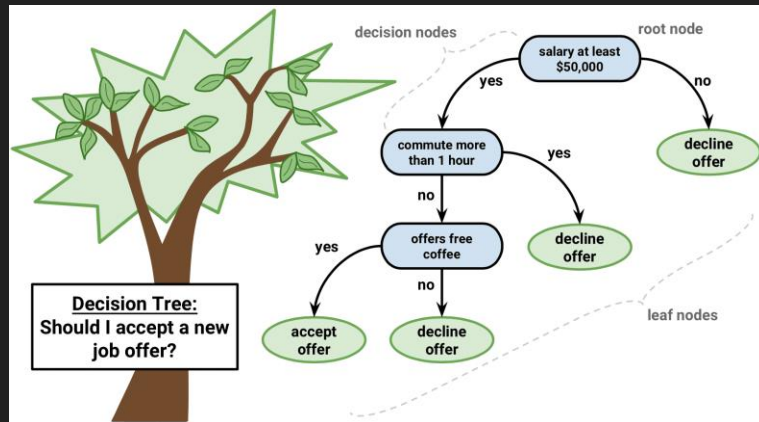 decision nodes
root node
salary at least
$50,000
yes
no
commute more
than 1 hour
decline
offer
yes
no
offers free
coffee
decline
offer
yes
no
Decision Tree:
Should I accept a new
job offer?
accept
offer
decline
offer
leaf nodes